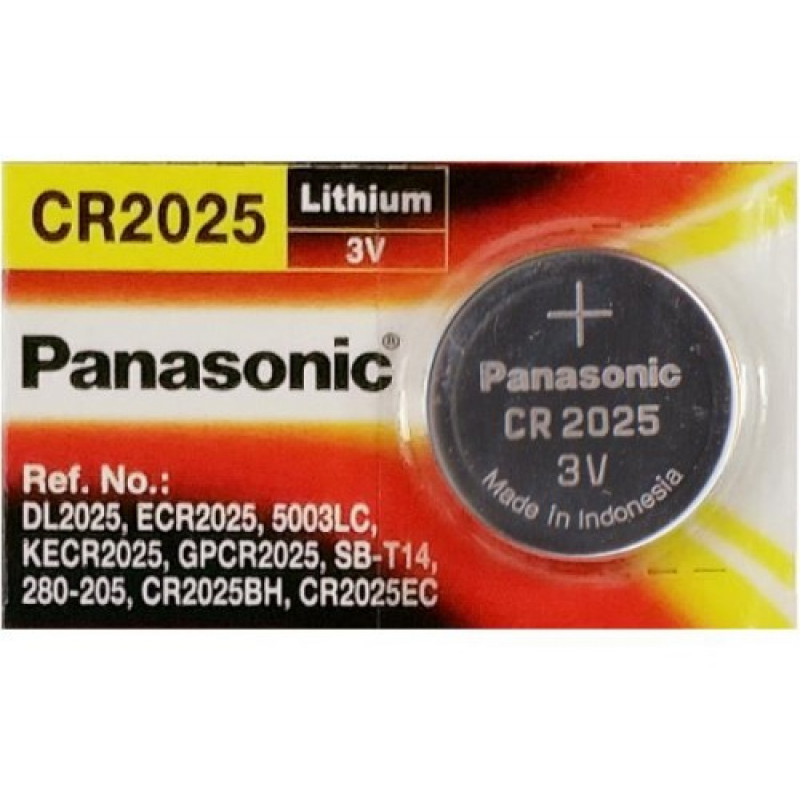 CR2025
Lithium
3V
Panasonic®
Ref. No.:
DL2025, ECR2025, 5003LC,
KECR2025, GPCR2025, SB-T14,
280-205, CR2025BH, CR2025EC
+
Panasonic
CR 2025
3V
Made in Indonesia